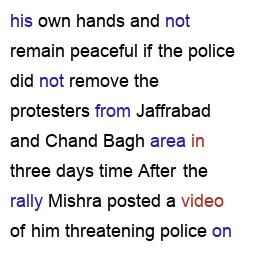 his own hands and not
remain peaceful if the police
did not remove the
protesters from Jaffrabad
and Chand Bagh area in
three days time After the
rally Mishra posted a video
of him threatening police on